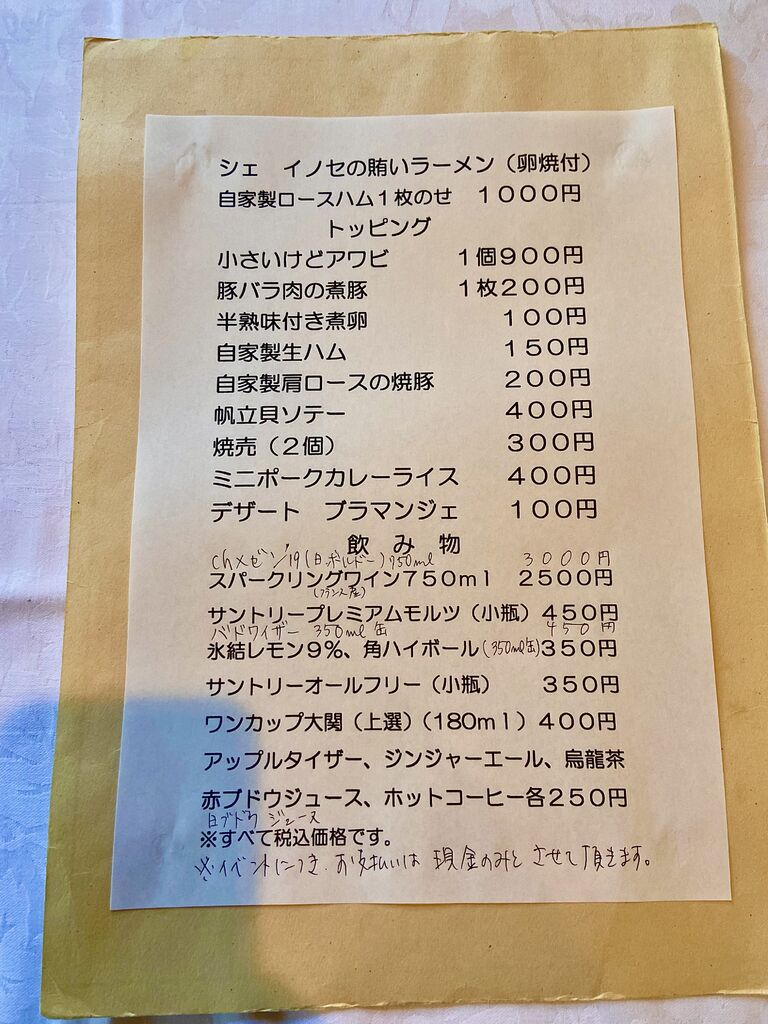 シェ　イノセの賄いラーメン（卵焼付）
自家製ロースハム１枚のせ　１０００円
トッピング
小さいけどアワビ　１個９００円
豚バラ肉の煮豚　１枚２００円
半熟味付き煮卵　１００円
自家製生ハム　１５０円
自家製肩ロースの焼豚　２００円
帆立貝ソテー　４００円
焼売（２個）　３００円
ミニポークカレーライス　４００円
デザート　ブラマンジェ　１００円
飲　み　物
chメゼン'19(白ボルドー)750ml　3000円
スパークリングワイン７５０ｍｌ　２５００円
(フランス産)
サントリープレミアムモルツ（小瓶）４５０円
バドワイザー 350ml缶　450円
氷結レモン９％、角ハイボール(350ml缶)３５０円
サントリーオールフリー（小瓶）　３５０円
ワンカップ大関（上選）（180ｍｌ）４００円
アップルタイザー、ジンジャーエール、烏龍茶
赤ブドウジュース、ホットコーヒー各２５０円
白ブドウ ジュース
※すべて税込価格です。
※イベントにつき、お支払いは 現金のみと させて頂きます。